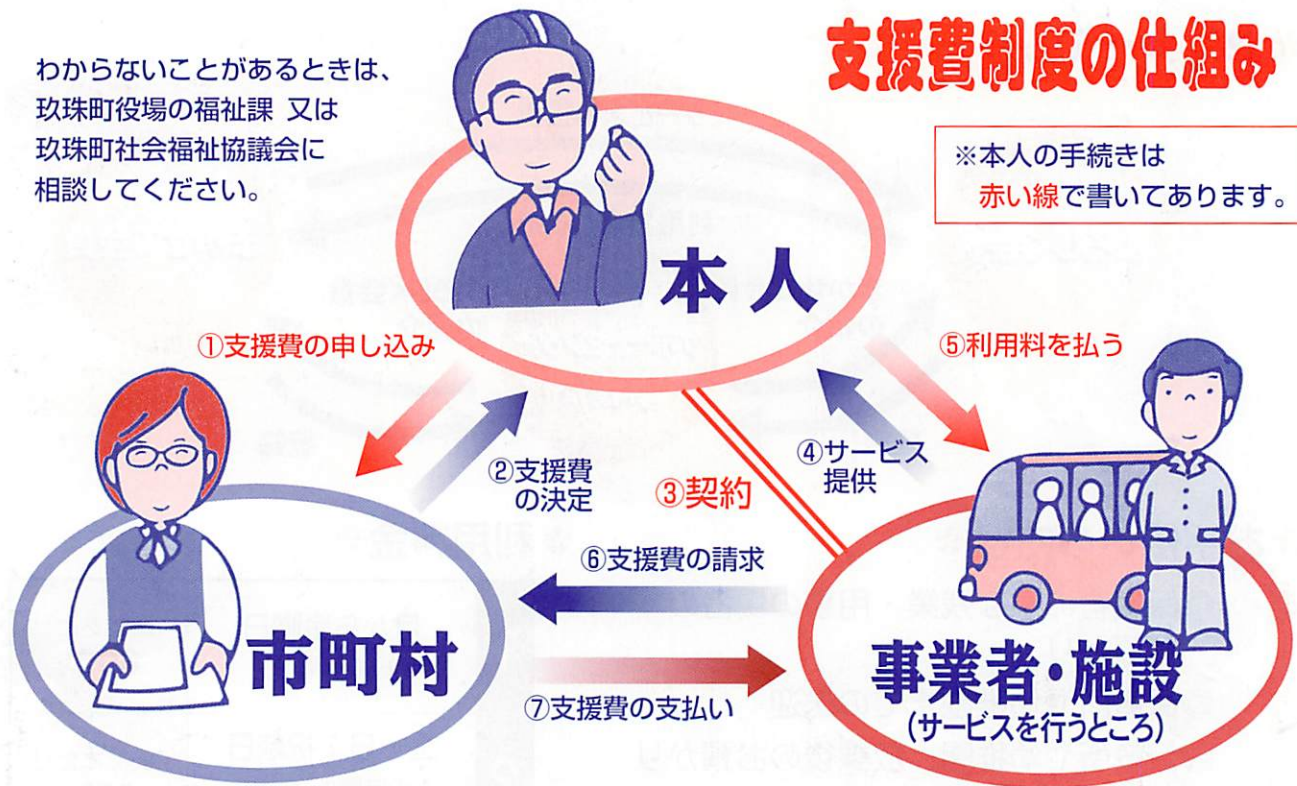 支援費制度の仕組み
わからないことがあるときは、
玖珠町役場の福祉課 又は
玖珠町社会福祉協議会に
相談してください。
※本人の手続きは
赤い線で書いてあります。
本人
①支援費の申し込み
⑤利用料を払う
②支援費
の決定
③契約
④サービス
提供
⑥支援費の請求
市町村
事業者・施設
(サービスを行うところ)
⑦支援費の支払い